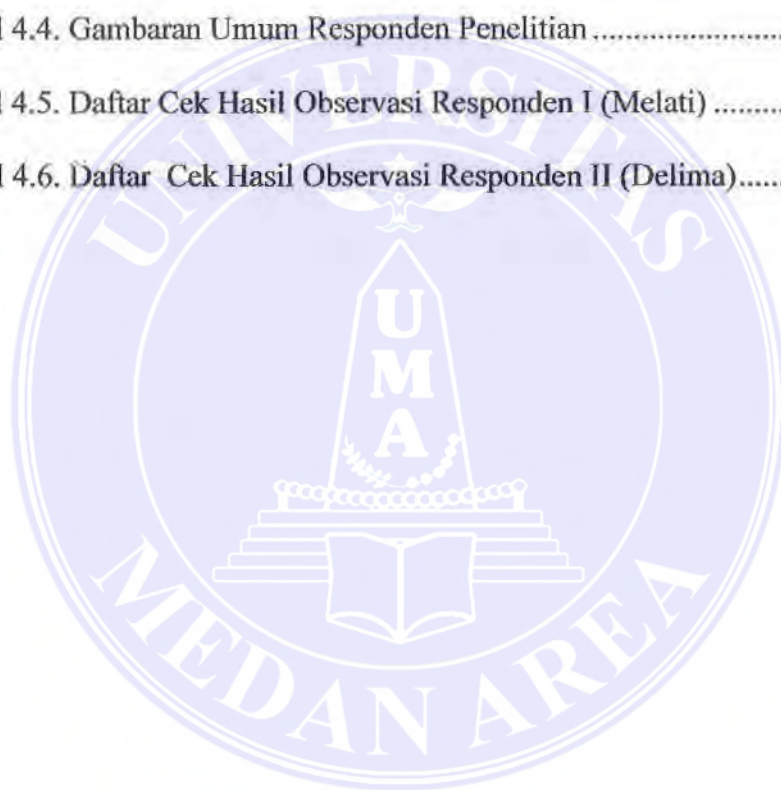 l 4.4. Gambaran Umum Responden Penelitian ........................
l 4.5. Daftar Cek Hasil Observasi Responden I (Melati) ..........
l 4.6. Daftar Cek Hasil Observasi Responden II (Delima).......
UNIVERSITAS
UMA
MEDAN AREA